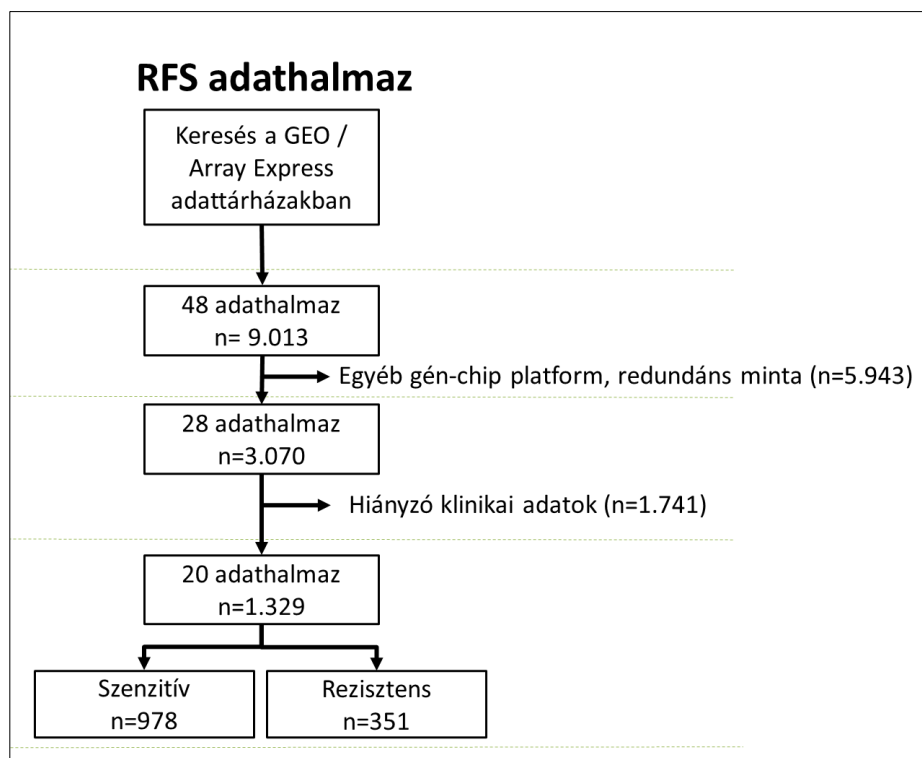 RFS adathalmaz
Keresés a GEO /
Array Express
adattárházakban
48 adathalmaz
n= 9.013
Egyéb gén-chip platform, redundáns minta (n=5.943)
28 adathalmaz
n=3.070
Hiányzó klinikai adatok (n=1.741)
20 adathalmaz
n=1.329
Szenzitív
n=978
Rezisztens
n=351